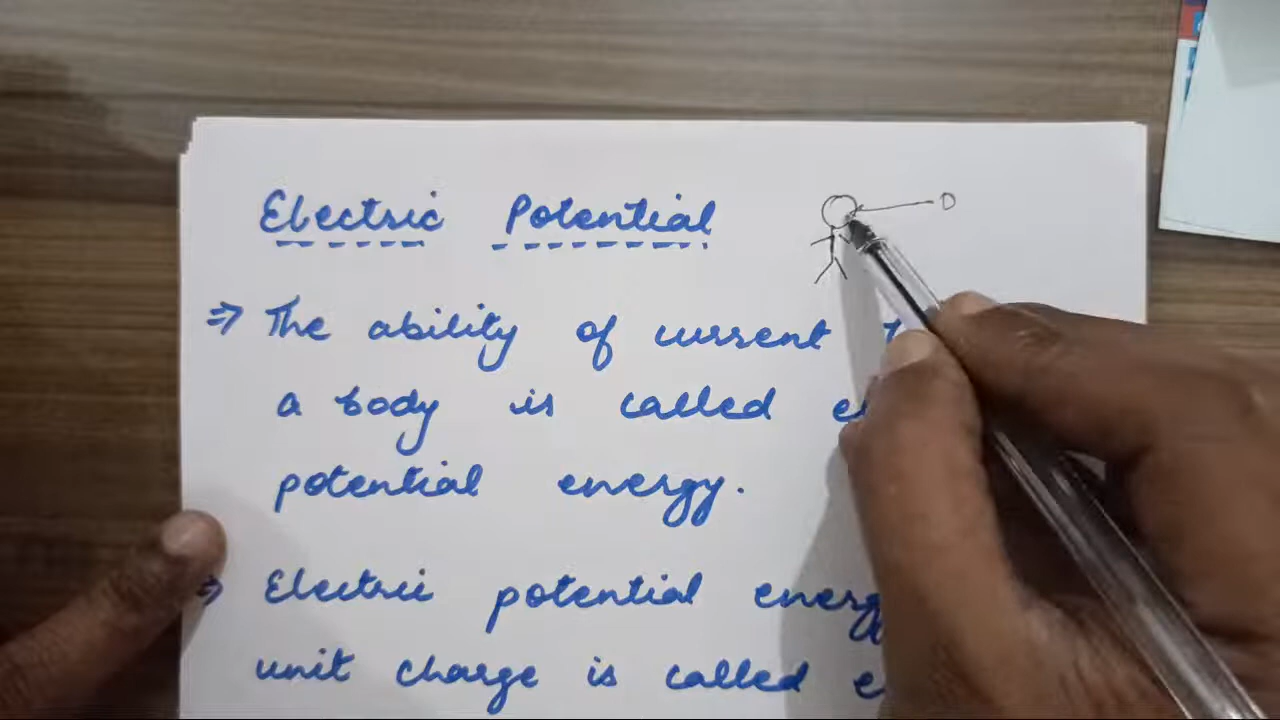 Electric Potential
D
⇒ The ability of current
a body is called
potential energy.
⇒ Electric potential
unit charge is called